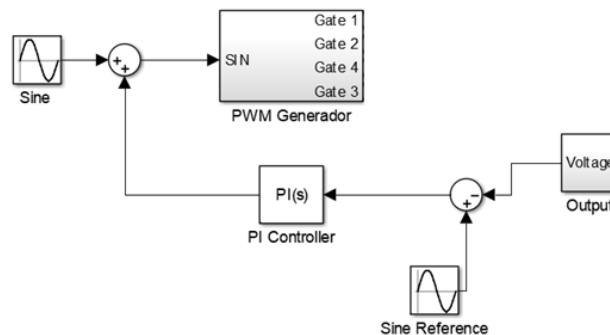 Gate 1
Gate 2
SIN
Gate 4
Gate 3
Sine
PWM Generador
Voltage
PI(s)
Output
PI Controller
Sine Reference